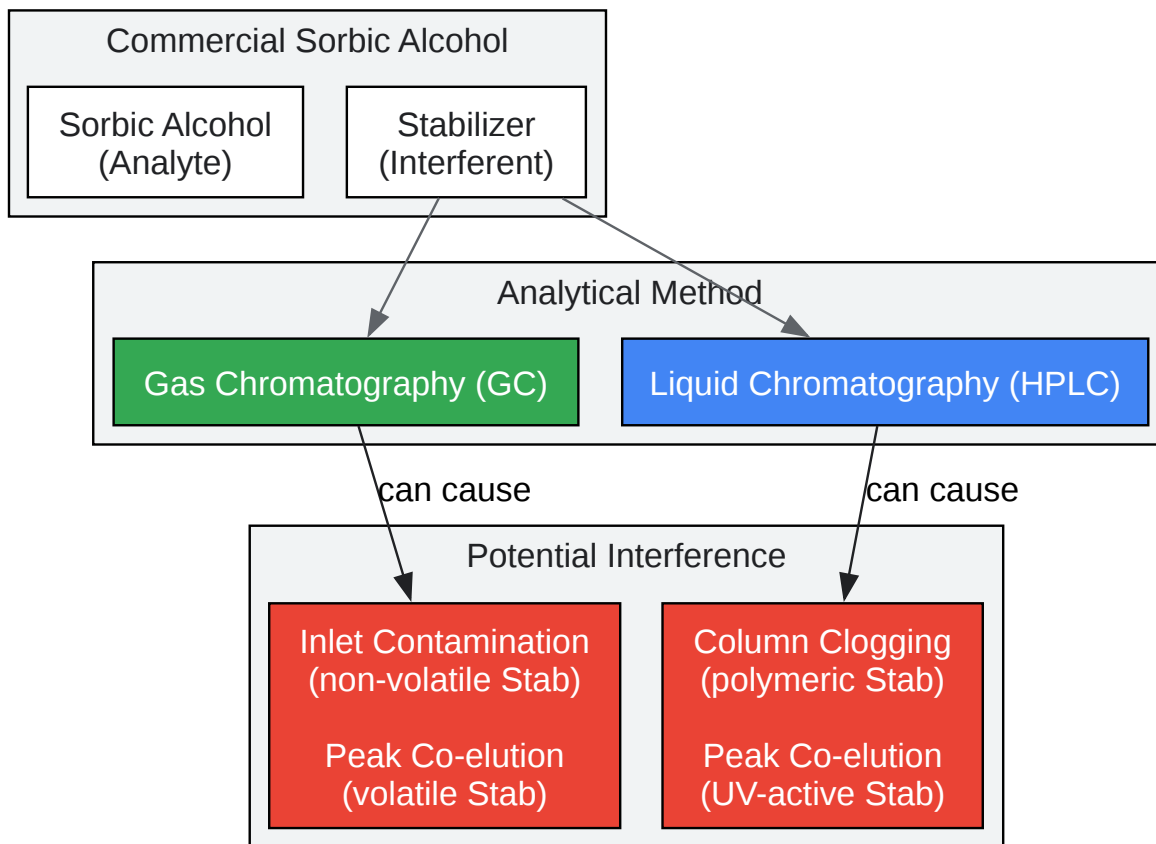 Commercial Sorbic Alcohol
Sorbic Alcohol
(Analyte)
Stabilizer
(Interferent)
Analytical Method
Gas Chromatography (GC)
Liquid Chromatography (HPLC)
can cause
can cause
Potential Interference
Inlet Contamination
(non-volatile Stab)
Peak Co-elution
(volatile Stab)
Column Clogging
(polymeric Stab)
Peak Co-elution
(UV-active Stab)